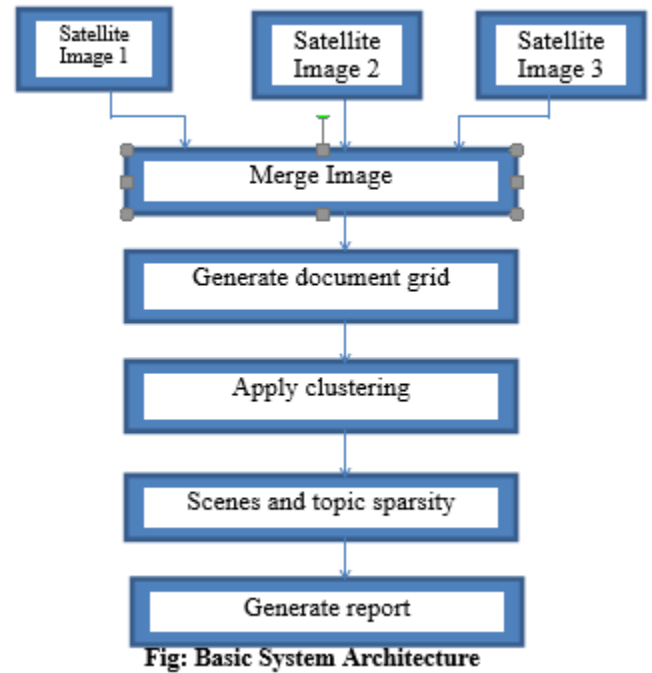 Satellite
Image 1
Satellite
Image 2
Satellite
Image 3
Merge Image
Generate document grid
Apply clustering
Scenes and topic sparsity
Generate report
Fig: Basic System Architecture